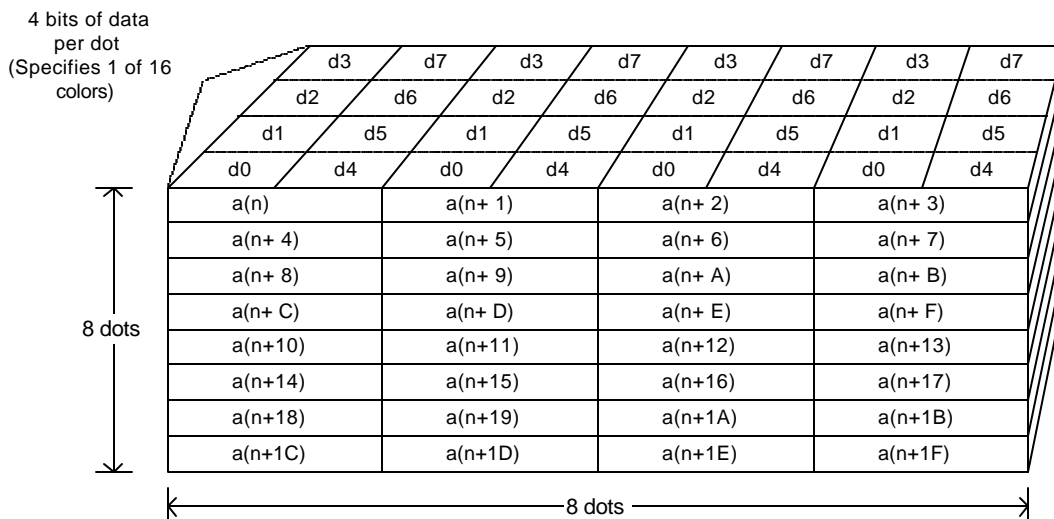 4 bits of data
per dot
(Specifies 1 of 16
colors)
d3 d7 d3 d7 d3 d7 d3 d7
d2 d6 d2 d6 d2 d6 d2 d6
d1 d5 d1 d5 d1 d5 d1 d5
d0 d4 d0 d4 d0 d4 d0 d4
a(n) a(n+ 1) a(n+ 2) a(n+ 3)
a(n+ 4) a(n+ 5) a(n+ 6) a(n+ 7)
a(n+ 8) a(n+ 9) a(n+ A) a(n+ B)
a(n+ C) a(n+ D) a(n+ E) a(n+ F)
8 dots
a(n+10) a(n+11) a(n+12) a(n+13)
a(n+14) a(n+15) a(n+16) a(n+17)
a(n+18) a(n+19) a(n+1A) a(n+1B)
a(n+1C) a(n+1D) a(n+1E) a(n+1F)
8 dots